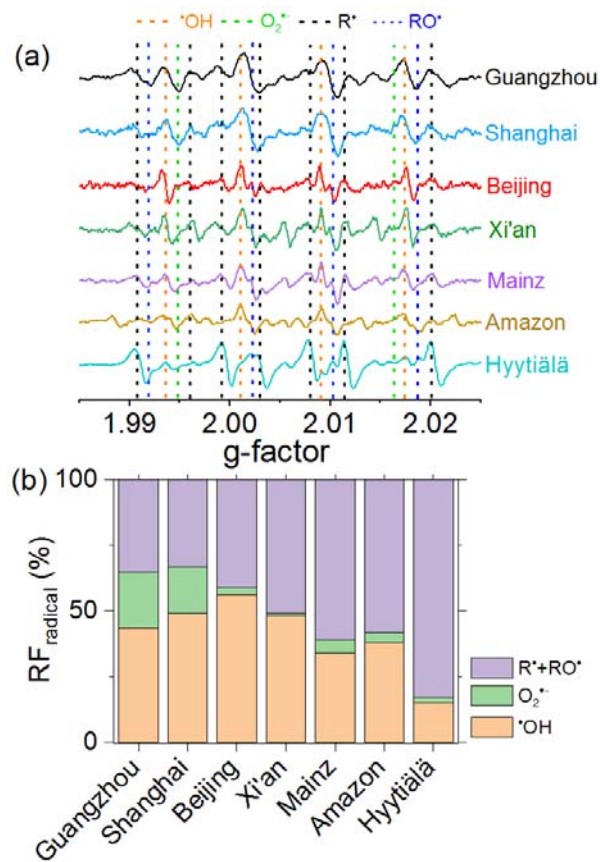 •OH O₂•⁻ R• RO•
(a)
Guangzhou
Shanghai
Beijing
Xi'an
Mainz
Amazon
Hyytiälä
1.99 2.00 2.01 2.02
g-factor
(b)
100
50
0
RFradical (%)
R•+RO•
O₂•⁻
•OH
Guangzhou Shanghai Beijing Xi'an Mainz Amazon Hyytiälä